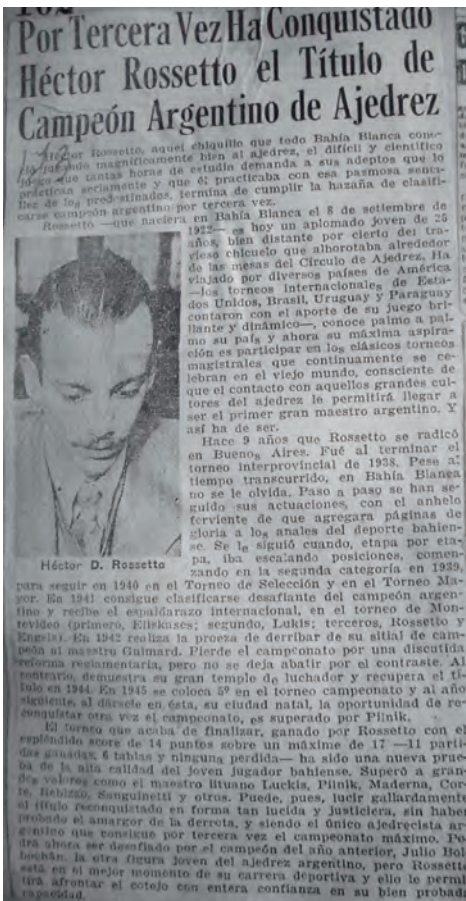 102
Por Tercera Vez Ha Conquistado
Héctor Rossetto el Título de
Campeón Argentino de Ajedrez
Rossetto, aquel chiquillo que todo Bahía Blanca cono-
magníficamente bien al ajedrez, el difícil y científico
que tantas horas de estudio demanda a sus adeptos que lo
practican seriamente y que él practicaba con esa pasmosa senci-
llez de los predestinados, termina de cumplir la hazaña de clasifi-
carse campeón argentino por tercera vez.
Rossetto —que naciera en Bahía Blanca el 8 de setiembre de
1922— es hoy un aplomado joven de 25
años, bien distante por cierto del tra-
vieso chicuelo que alborotaba alrededor
de las mesas del Círculo de Ajedrez. Ha
viajado por diversos países de América
—los torneos internacionales de Esta-
dos Unidos, Brasil, Uruguay y Paraguay
contaron con el aporte de su juego bri-
llante y dinámico—, conoce palmo a pal-
mo su país y ahora su máxima aspira-
ción es participar en los clásicos torneos
magistrales que continuamente se ce-
lebran en el viejo mundo, consciente de
que el contacto con aquellos grandes cul-
tores del ajedrez le permitirá llegar a
ser el primer gran maestro argentino. Y
así ha de ser.
Hace 9 años que Rossetto se radicó
en Buenos Aires. Fué al terminar el
torneo interprovincial de 1938. Pese al
tiempo transcurrido, en Bahía Blanca
no se le olvida. Paso a paso se han se-
guido sus actuaciones, con el anhelo
ferviente de que agregara páginas de
gloria a los anales del deporte bahien-
se. Se le siguió cuando, etapa por eta-
pa, iba escalando posiciones, comen-
zando en la segunda categoría en 1939,
Héctor D. Rossetto
para seguir en 1940 en el Torneo de Selección y en el Torneo Ma-
yor. En 1941 consigue clasificarse desafiante del campeón argen-
tino y recibe el espaldarazo internacional, en el torneo de Mon-
tevideo (primero, Eliskases; segundo, Lukis; terceros, Rossetto y
Engels). En 1942 realiza la proeza de derribar de su sitial de cam-
peón al maestro Guimard. Pierde el campeonato por una discutida
reforma reglamentaria, pero no se deja abatir por el contraste. Al
contrario, demuestra su gran templo de luchador y recupera el tí-
tulo en 1944. En 1945 se coloca 5º en el torneo campeonato y al año
siguiente, al dársele en ésta, su ciudad natal, la oportunidad de re-
conquistar otra vez el campeonato, es superado por Pilnik.
El torneo que acaba de finalizar, ganado por Rossetto con el
espléndido score de 14 puntos sobre un máximo de 17 —11 parti-
das ganadas, 6 tablas y ninguna perdida— ha sido una nueva prue-
ba de la alta calidad del joven jugador bahiense. Superó a gran-
des valores como el maestro lituano Luckis, Pilnik, Maderna, Cor-
te, Rebizzo, Sanguinetti y otros. Puede, pues, lucir gallardamente
el título reconquistado en forma tan lucida y justiciera, sin haber
probado el amargor de la derrota, y siendo el único ajedrecista ar-
gentino que consigue por tercera vez el campeonato máximo. Po-
drá ahora ser desafiado por el campeón del año anterior, Julio Bol-
bochán, la otra figura joven del ajedrez argentino, pero Rossetto
está en el mejor momento de su carrera deportiva y ello le permi-
tirá afrontar el cotejo con entera confianza en su bien probada
capacidad.